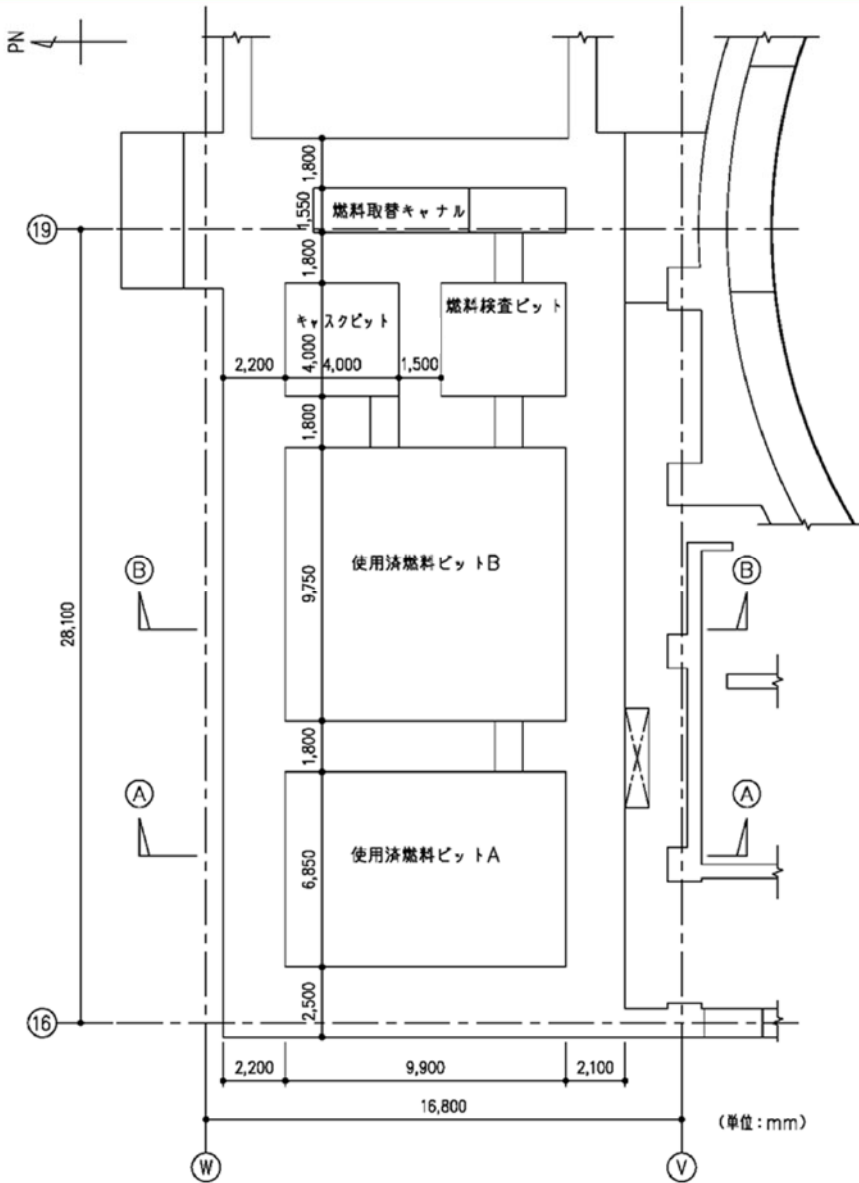 PN
1,800
1,550
燃料取替キャナル
19
1,800
キャスクピット
燃料検査ピット
4,000
2,200
4,000
1,500
1,800
使用済燃料ピットB
9,750
B
B
28,100
1,800
A
A
使用済燃料ピットA
6,850
2,500
16
2,200
9,900
2,100
16,800
(単位:mm)
W
V